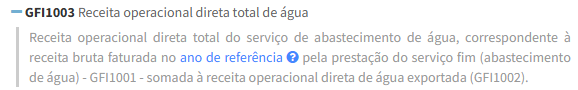 GFI1003 Receita operacional direta total de água
Receita operacional direta total do serviço de abastecimento de água, correspondente à
receita bruta faturada no ano de referência ? pela prestação do serviço fim (abastecimento
de água) - GFI1001 - somada à receita operacional direta de água exportada (GFI1002).